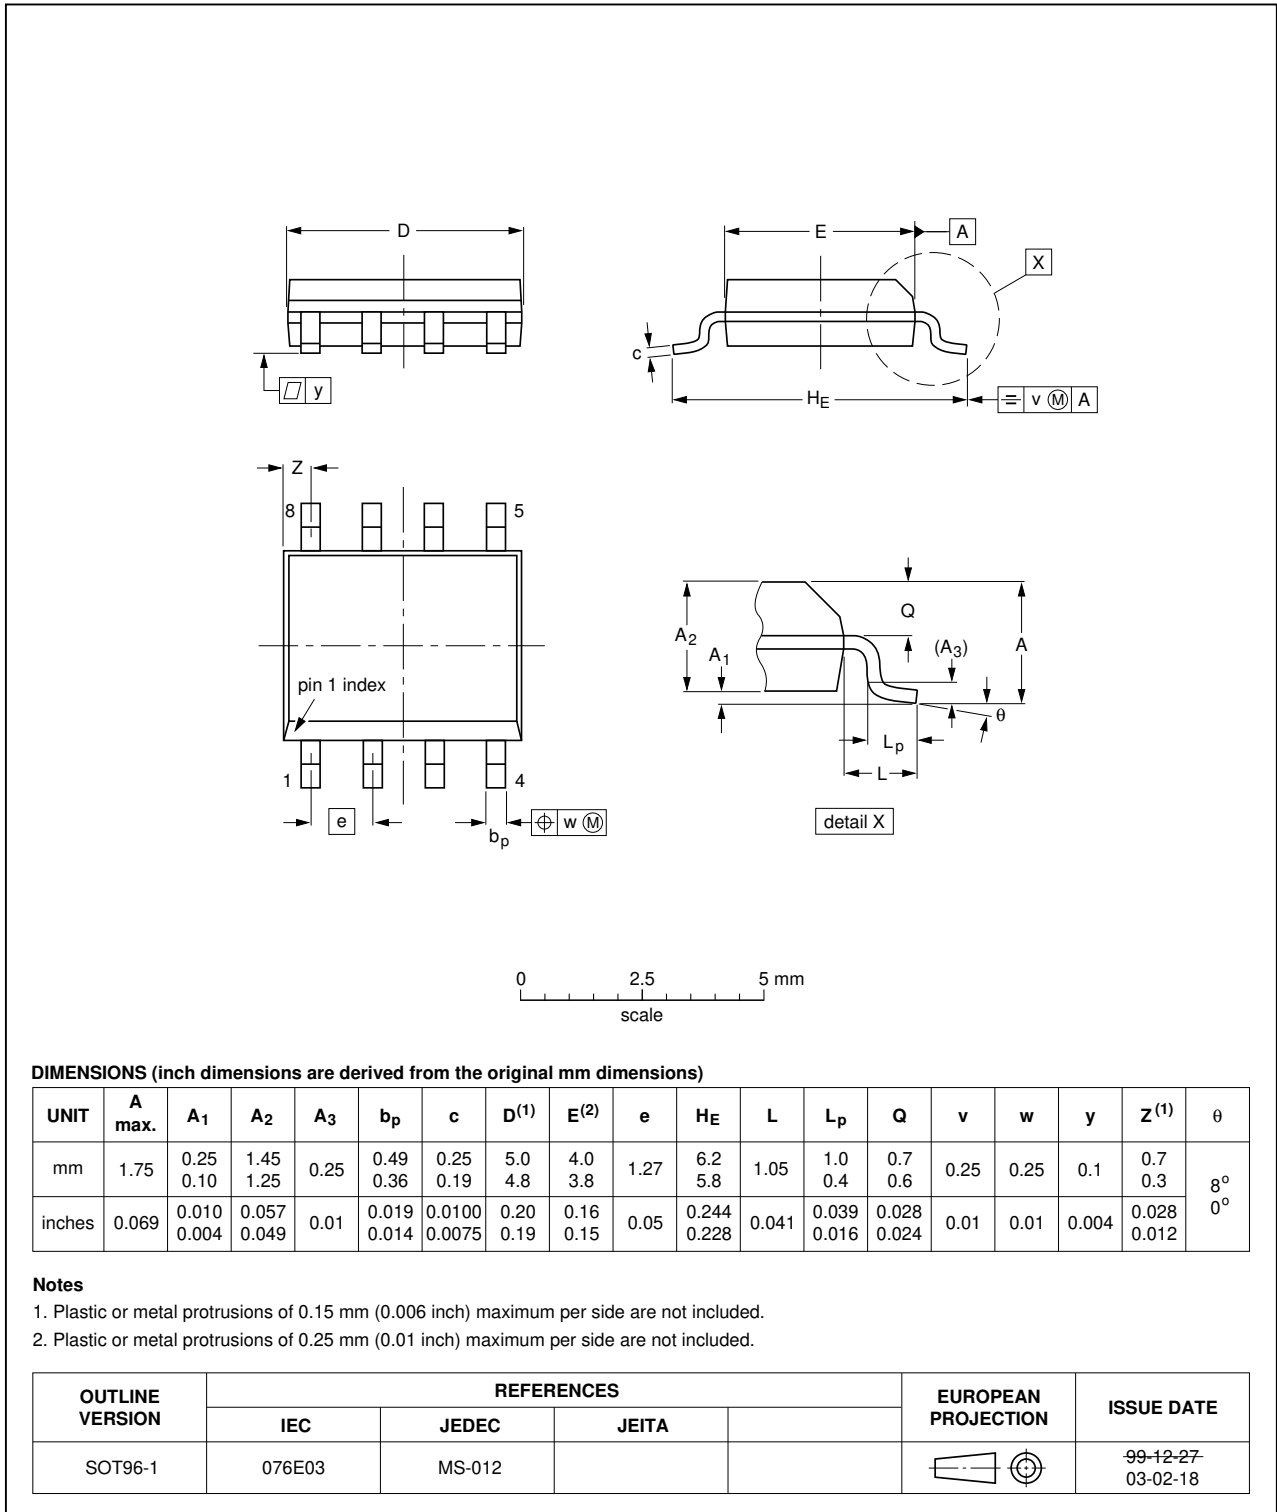 D
E
A
X
c
y
HE
v M A
Z
8
5
pin 1 index
1
4
e
bp
w M
Q
A2
A1
(A3)
A
θ
Lp
L
detail X
0 2.5 5 mm
scale
DIMENSIONS (inch dimensions are derived from the original mm dimensions)
UNIT A max. A1 A2 A3 bp c D(1) E(2) e HE L Lp Q v w y Z(1) θ
mm 1.75 0.25 0.10 1.45 1.25 0.25 0.49 0.36 0.25 0.19 5.0 4.8 4.0 3.8 1.27 6.2 5.8 1.05 1.0 0.4 0.7 0.6 0.25 0.25 0.1 0.7 0.3 8° 0°
inches 0.069 0.010 0.004 0.057 0.049 0.01 0.019 0.014 0.0100 0.0075 0.20 0.19 0.16 0.15 0.05 0.244 0.228 0.041 0.039 0.016 0.028 0.024 0.01 0.01 0.004 0.028 0.012
Notes
1. Plastic or metal protrusions of 0.15 mm (0.006 inch) maximum per side are not included.
2. Plastic or metal protrusions of 0.25 mm (0.01 inch) maximum per side are not included.
OUTLINE VERSION REFERENCES EUROPEAN PROJECTION ISSUE DATE
IEC JEDEC JEITA
SOT96-1 076E03 MS-012 99-12-27
03-02-18